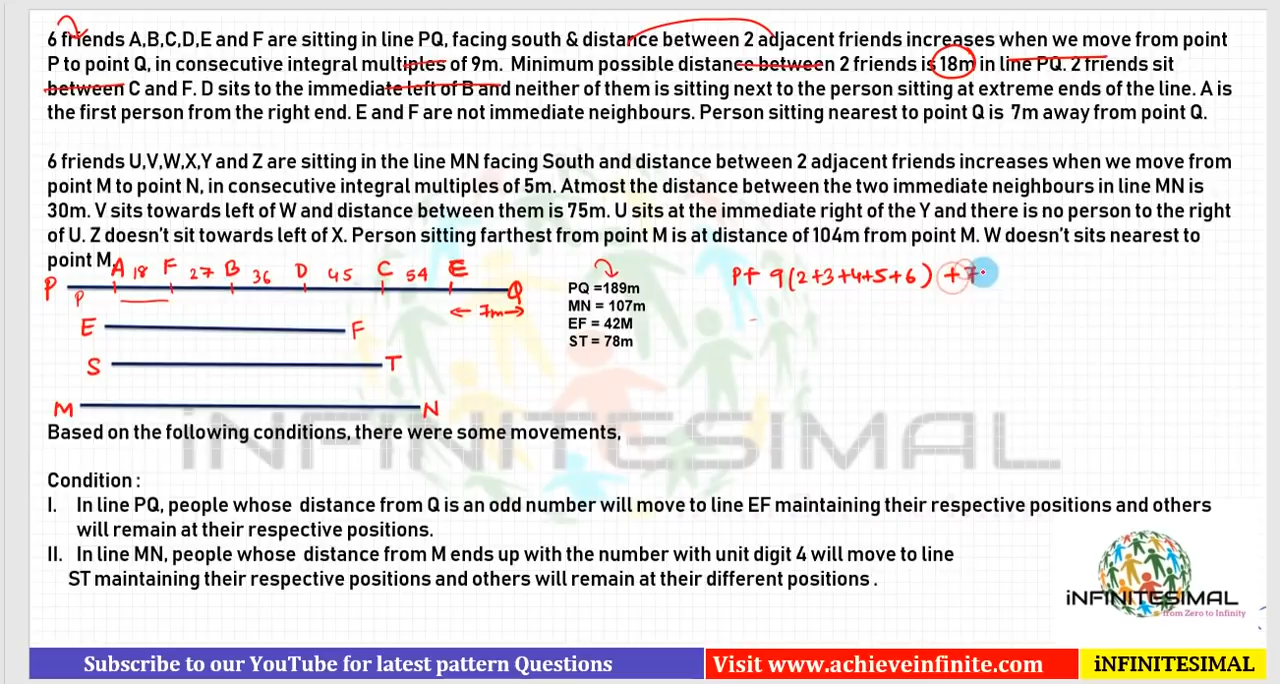 6 friends A,B,C,D,E and F are sitting in line PQ, facing south & distance between 2 adjacent friends increases when we move from point
P to point Q, in consecutive integral multiples of 9m. Minimum possible distance between 2 friends is 18m in line PQ. 2 friends sit
between C and F. D sits to the immediate left of B and neither of them is sitting next to the person sitting at extreme ends of the line. A is
the first person from the right end. E and F are not immediate neighbours. Person sitting nearest to point Q is 7m away from point Q.
6 friends U,V,W,X,Y and Z are sitting in the line MN facing South and distance between 2 adjacent friends increases when we move from
point M to point N, in consecutive integral multiples of 5m. Atmost the distance between the two immediate neighbours in line MN is
30m. V sits towards left of W and distance between them is 75m. U sits at the immediate right of the Y and there is no person to the right
of U. Z doesn't sit towards left of X. Person sitting farthest from point M is at distance of 104m from point M. W doesn't sits nearest to
point M.
A 18 F 27 B 36 D 45 C 54 E
P Q
P
← 7m →
P+ 9(2+3+4+5+6) +7
PQ =189m
MN = 107m
EF = 42M
ST = 78m
E F
S T
M N
iNFINITESIMAL
Based on the following conditions, there were some movements,
Condition :
I. In line PQ, people whose distance from Q is an odd number will move to line EF maintaining their respective positions and others
will remain at their respective positions.
II. In line MN, people whose distance from M ends up with the number with unit digit 4 will move to line
ST maintaining their respective positions and others will remain at their different positions .
iNFINITESIMAL
from Zero to Infinity
Subscribe to our YouTube for latest pattern Questions
Visit www.achieveinfinite.com
iNFINITESIMAL